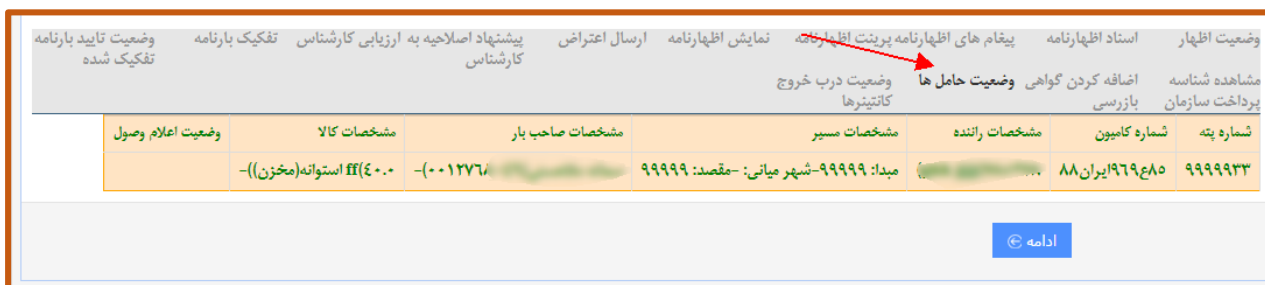 وضعیت اظهار اسناد اظهارنامه پیغام های اظهارنامه پرینت اظهارنامه نمایش اظهارنامه ارسال اعتراض پیشنهاد اصلاحیه به کارشناس ارزیابی کارشناس تفکیک بارنامه وضعیت تایید بارنامه تفکیک شده
مشاهده شناسه پرداخت سازمان اضافه کردن گواهی بازرسی وضعیت حامل ها وضعیت درب خروج کانتینرها
شماره پته شماره کامیون مشخصات راننده مشخصات مسیر مشخصات صاحب بار مشخصات کالا وضعیت اعلام وصول
۹۹۹۹۹۳۳ ۸۵ع۹۶۹ایران۸۸ مبدا: ۹۹۹۹۹-شهر میانی: -مقصد: ۹۹۹۹۹ ff(۴۰.۰ استوانه(مخزن))-
ادامه